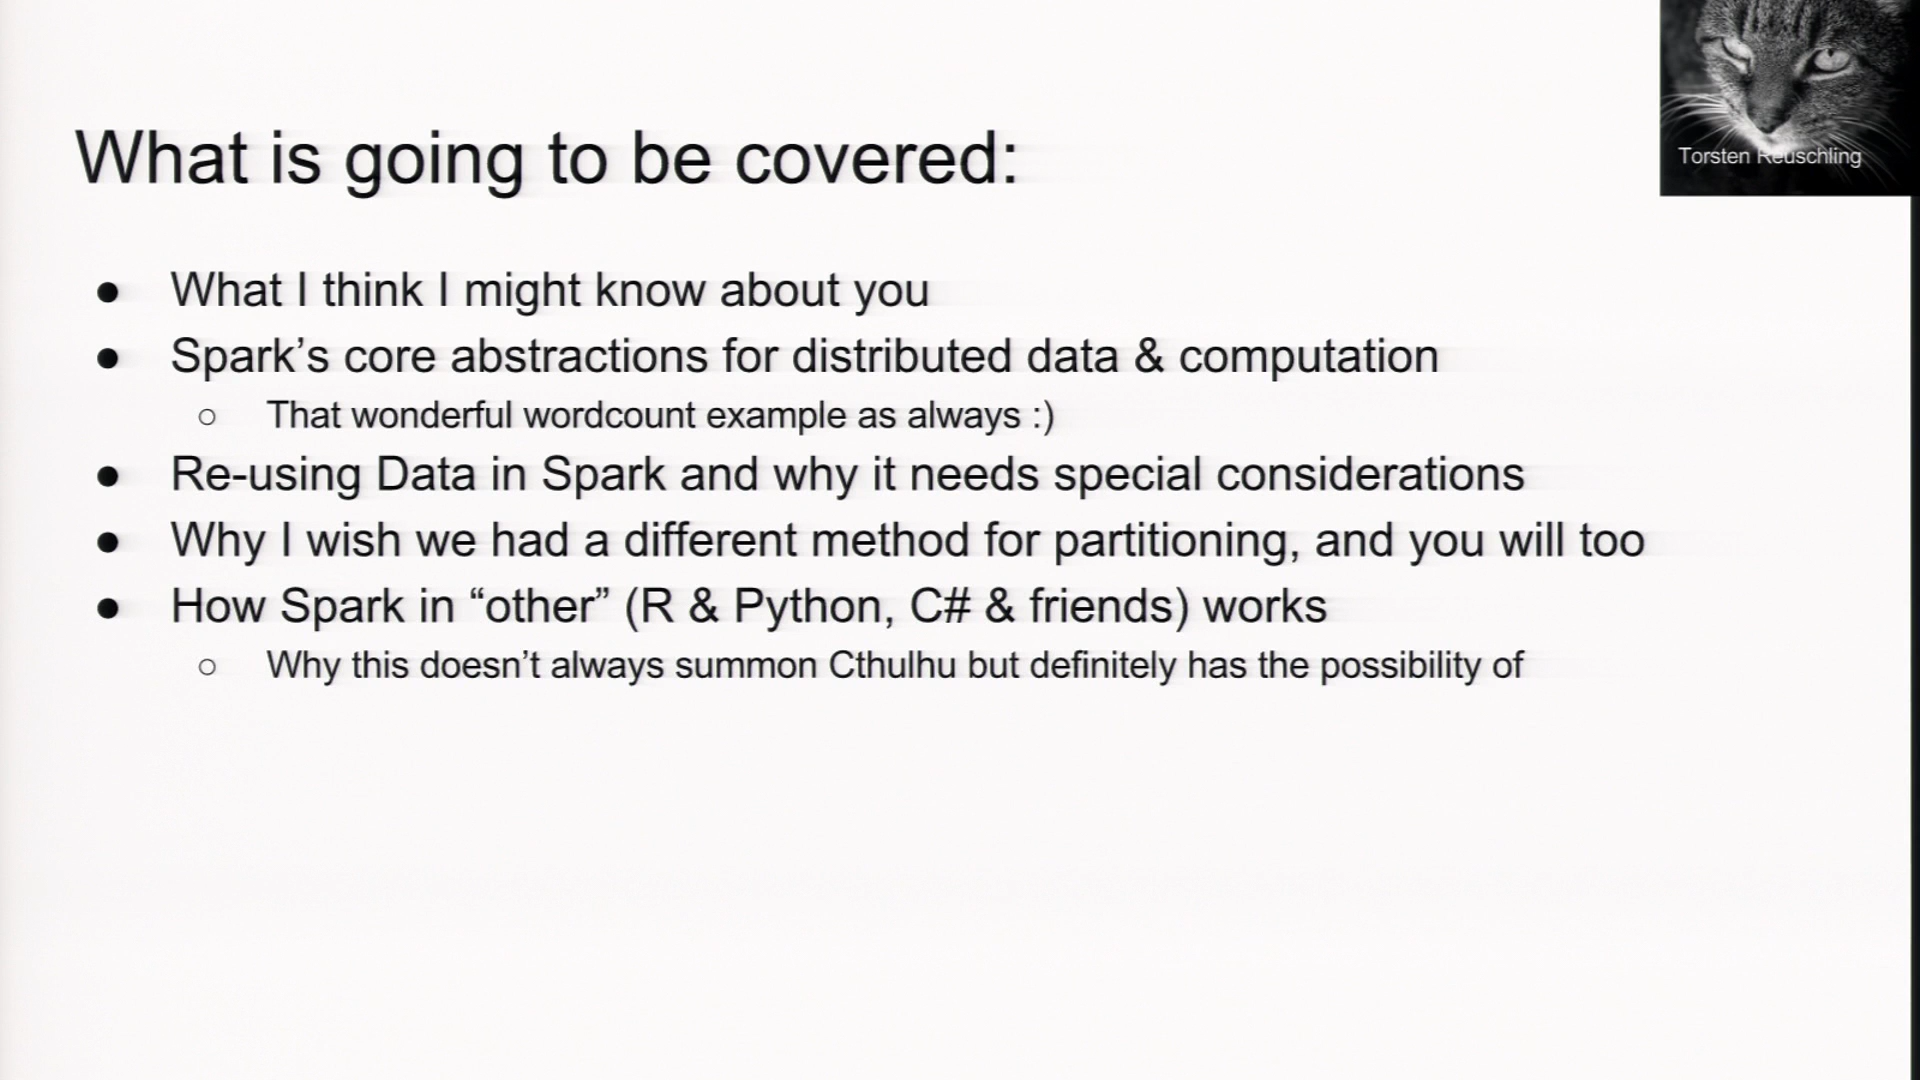 Torsten Reuschling
What is going to be covered:
● What I think I might know about you
● Spark’s core abstractions for distributed data & computation
○ That wonderful wordcount example as always :)
● Re-using Data in Spark and why it needs special considerations
● Why I wish we had a different method for partitioning, and you will too
● How Spark in “other” (R & Python, C# & friends) works
○ Why this doesn’t always summon Cthulhu but definitely has the possibility of